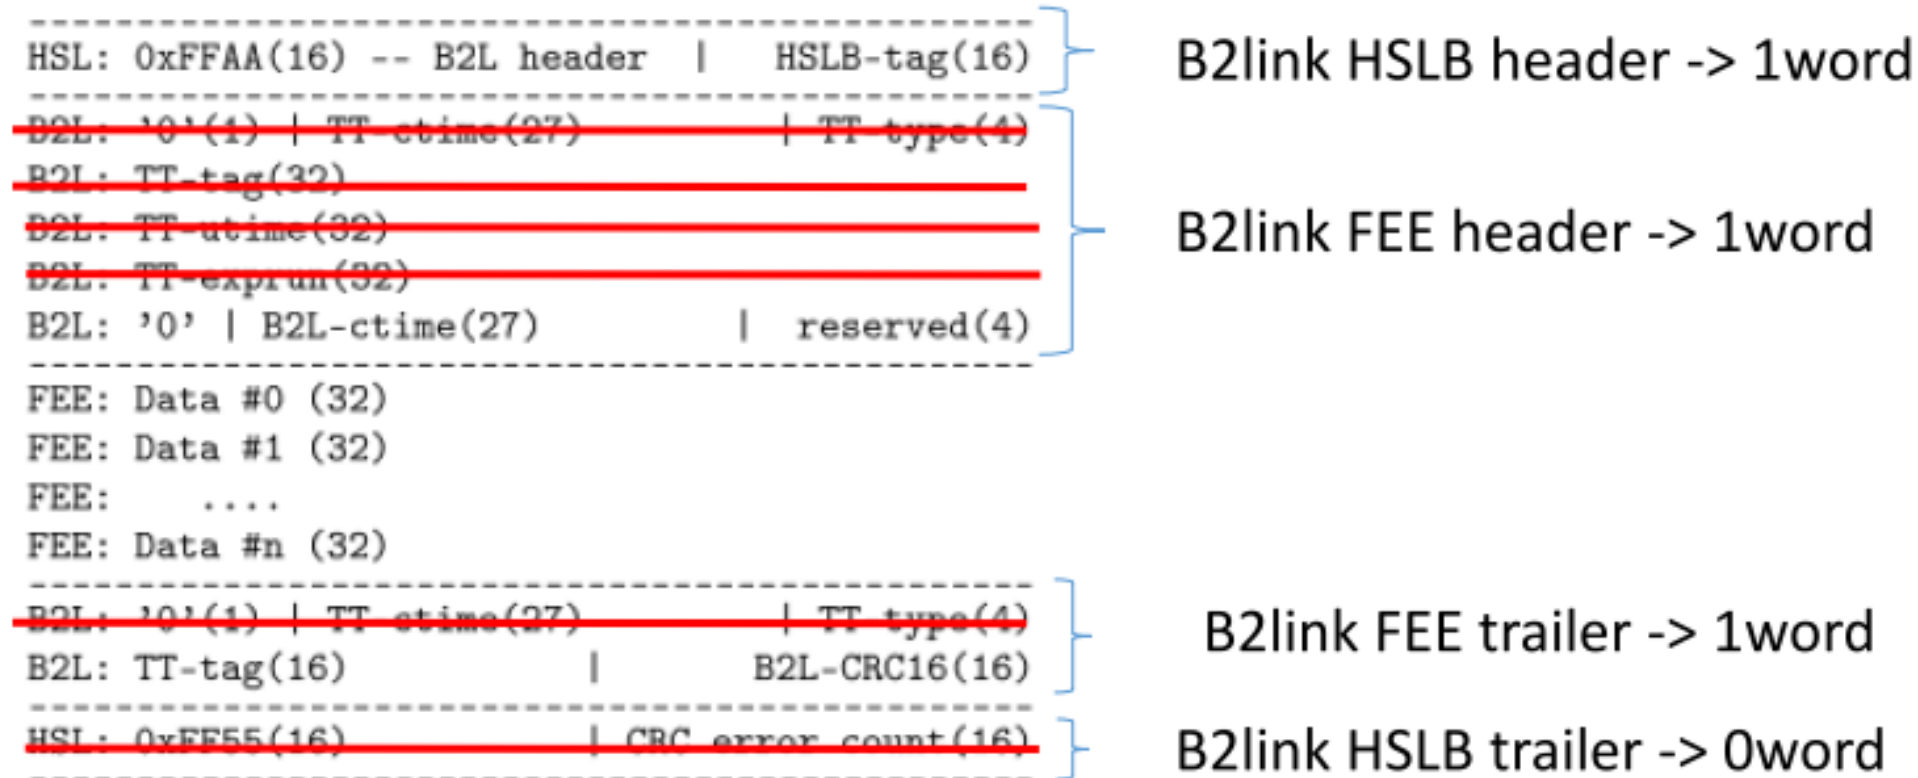 HSL: 0xFFAA(16) -- B2L header | HSLB-tag(16)
B2link HSLB header -> 1word
B2L: '0'(1) | TT-ctime(27) | TT-type(4)
B2L: TT-tag(32)
B2L: TT-utime(32)
B2link FEE header -> 1word
B2L: TT-exprun(32)
B2L: '0' | B2L-ctime(27) | reserved(4)
FEE: Data #0 (32)
FEE: Data #1 (32)
FEE: ....
FEE: Data #n (32)
B2L: '0'(1) | TT-ctime(27) | TT-type(4)
B2link FEE trailer -> 1word
B2L: TT-tag(16) | B2L-CRC16(16)
HSL: 0xFF55(16) | CRC error count(16)
B2link HSLB trailer -> 0word